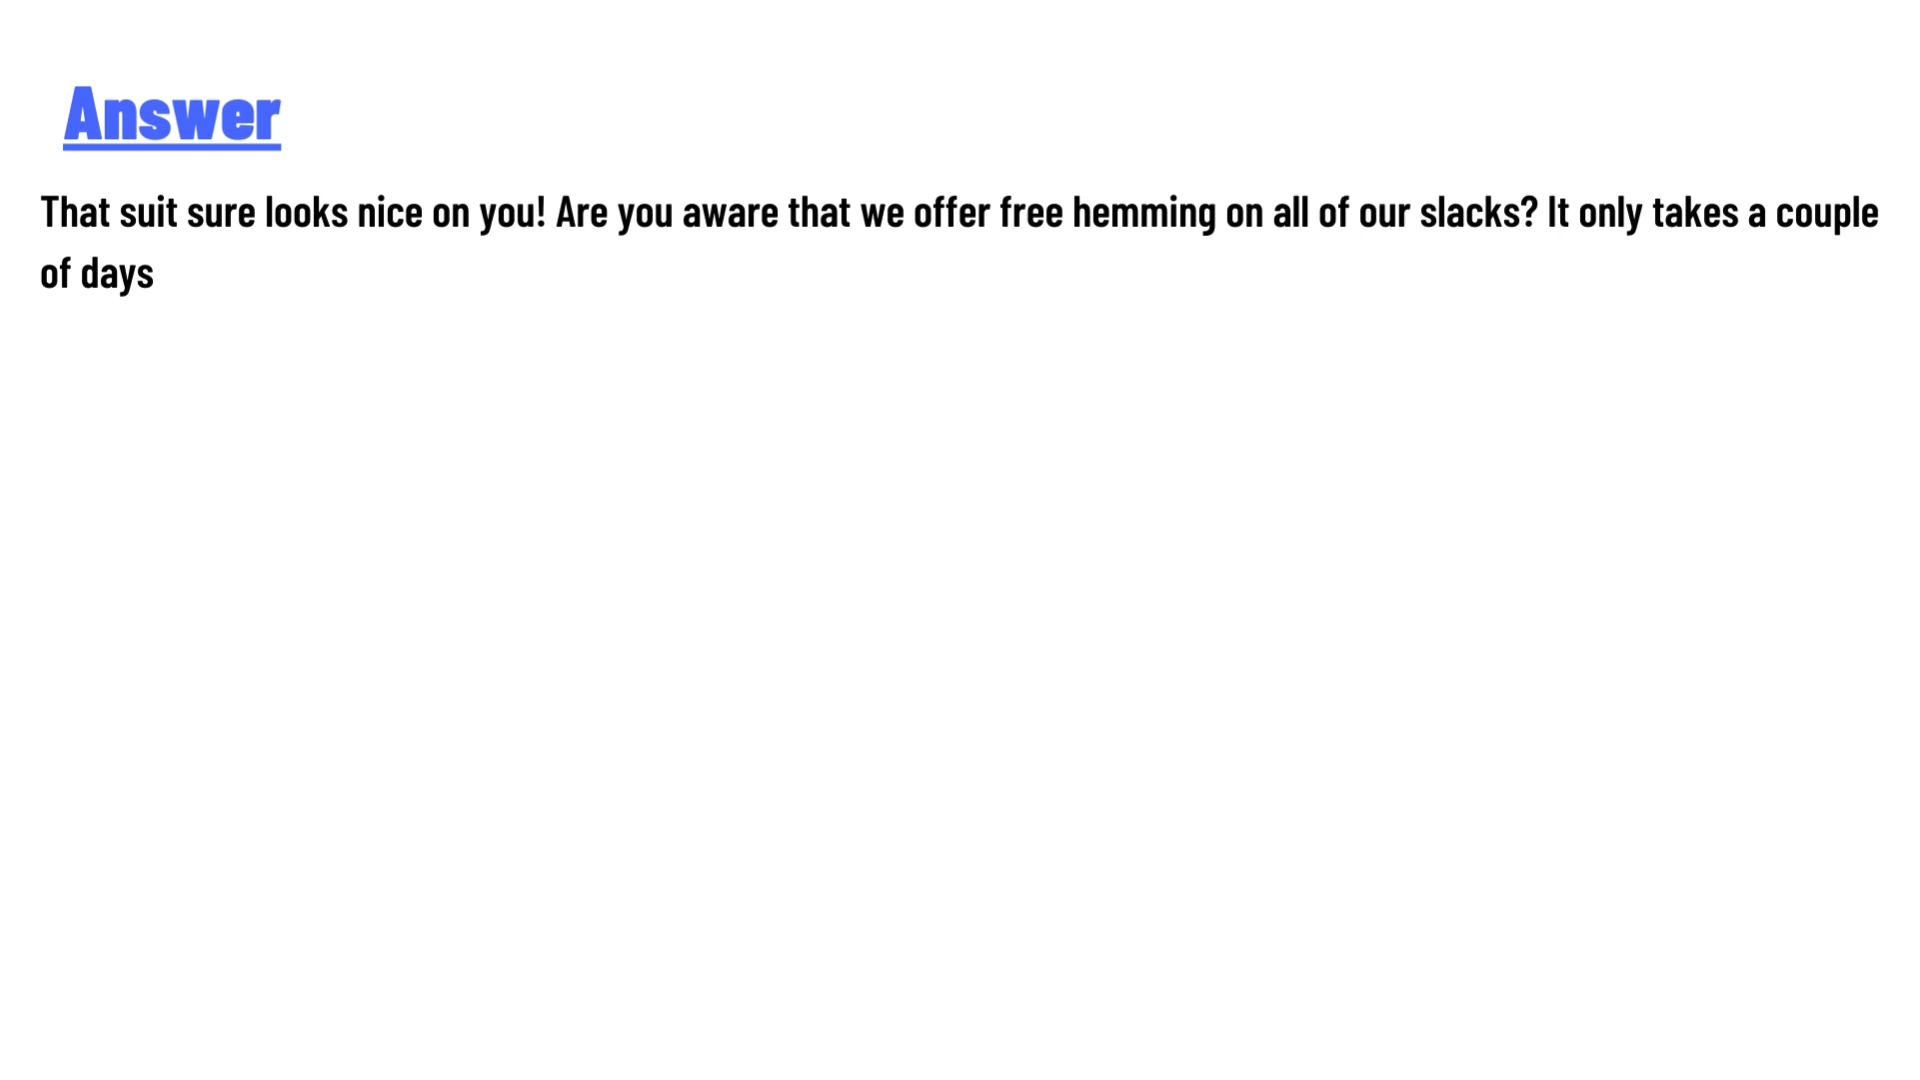 Answer
That suit sure looks nice on you! Are you aware that we offer free hemming on all of our slacks? It only takes a couple
of days